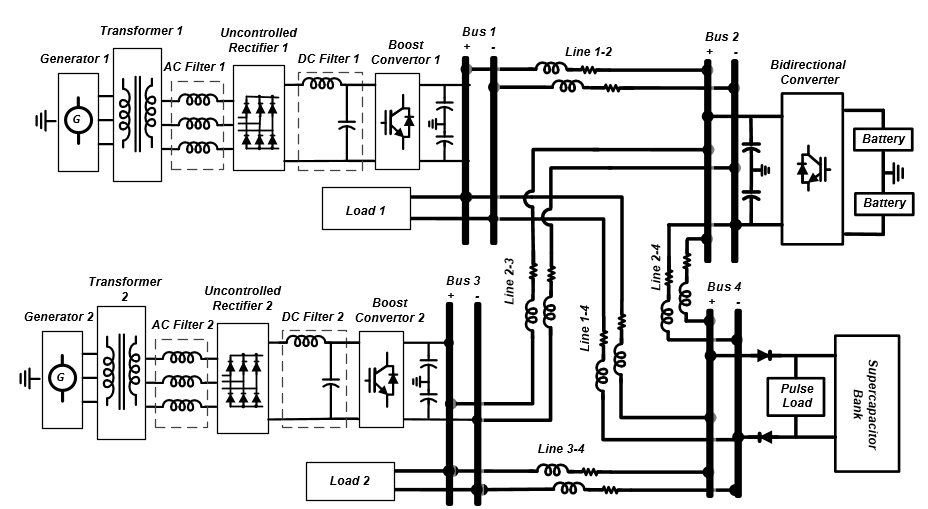 Transformer 1
Uncontrolled
Rectifier 1
Bus 1
Bus 2
Generator 1
AC Filter 1
DC Filter 1
Boost
Convertor 1
+
-
Line 1-2
+
-
Bidirectional
Converter
G
Battery
Battery
Load 1
Line 2-3
Line 1-4
Line 2-4
Transformer
2
Uncontrolled
Rectifier 2
Bus 3
Bus 4
Generator 2
AC Filter 2
DC Filter 2
Boost
Convertor 2
+
-
+
-
G
Pulse
Load
Supercapacitor
Bank
Line 3-4
Load 2